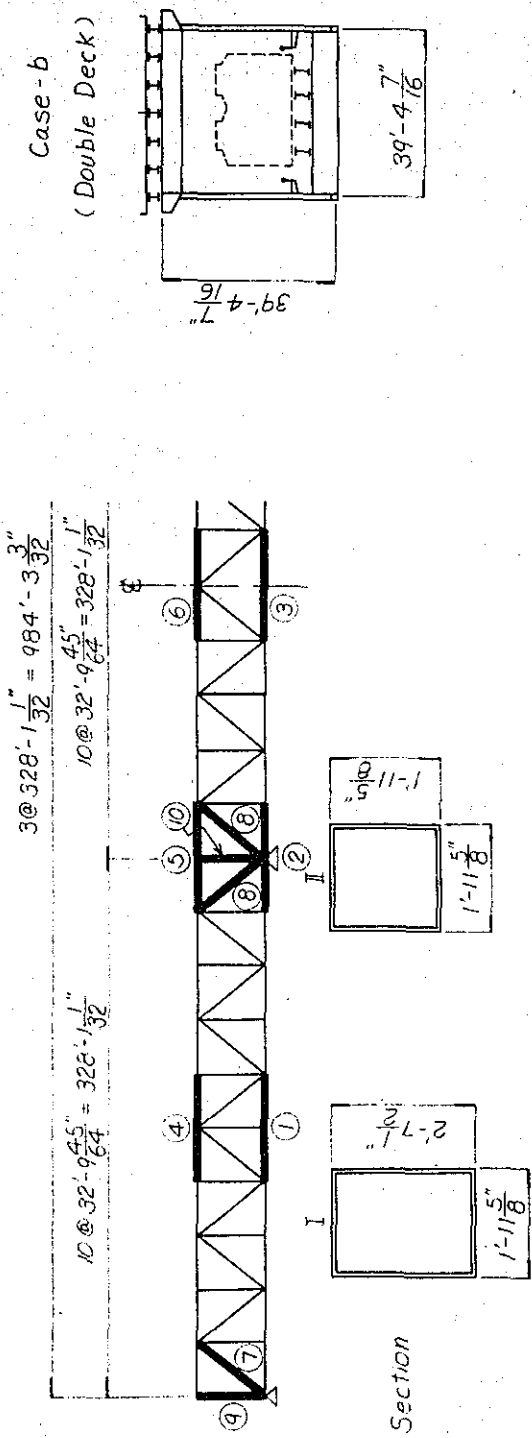 Case-b
(Double Deck)
39'-4 7/16"
39'-4 7/16"
3@328'-1 1/32" = 984'-3 3/32"
10@32'-9 45/64" = 328'-1 1/32"
10@32'-9 45/64" = 328'-1 1/32"
℄
④ ⑤ ⑩ ⑥
⑨ ⑦ ⑧ ⑧
① ② ③
Section
I
2'-7 1/2"
1'-11 5/8"
II
1'-11 5/8"
1'-11 5/8"